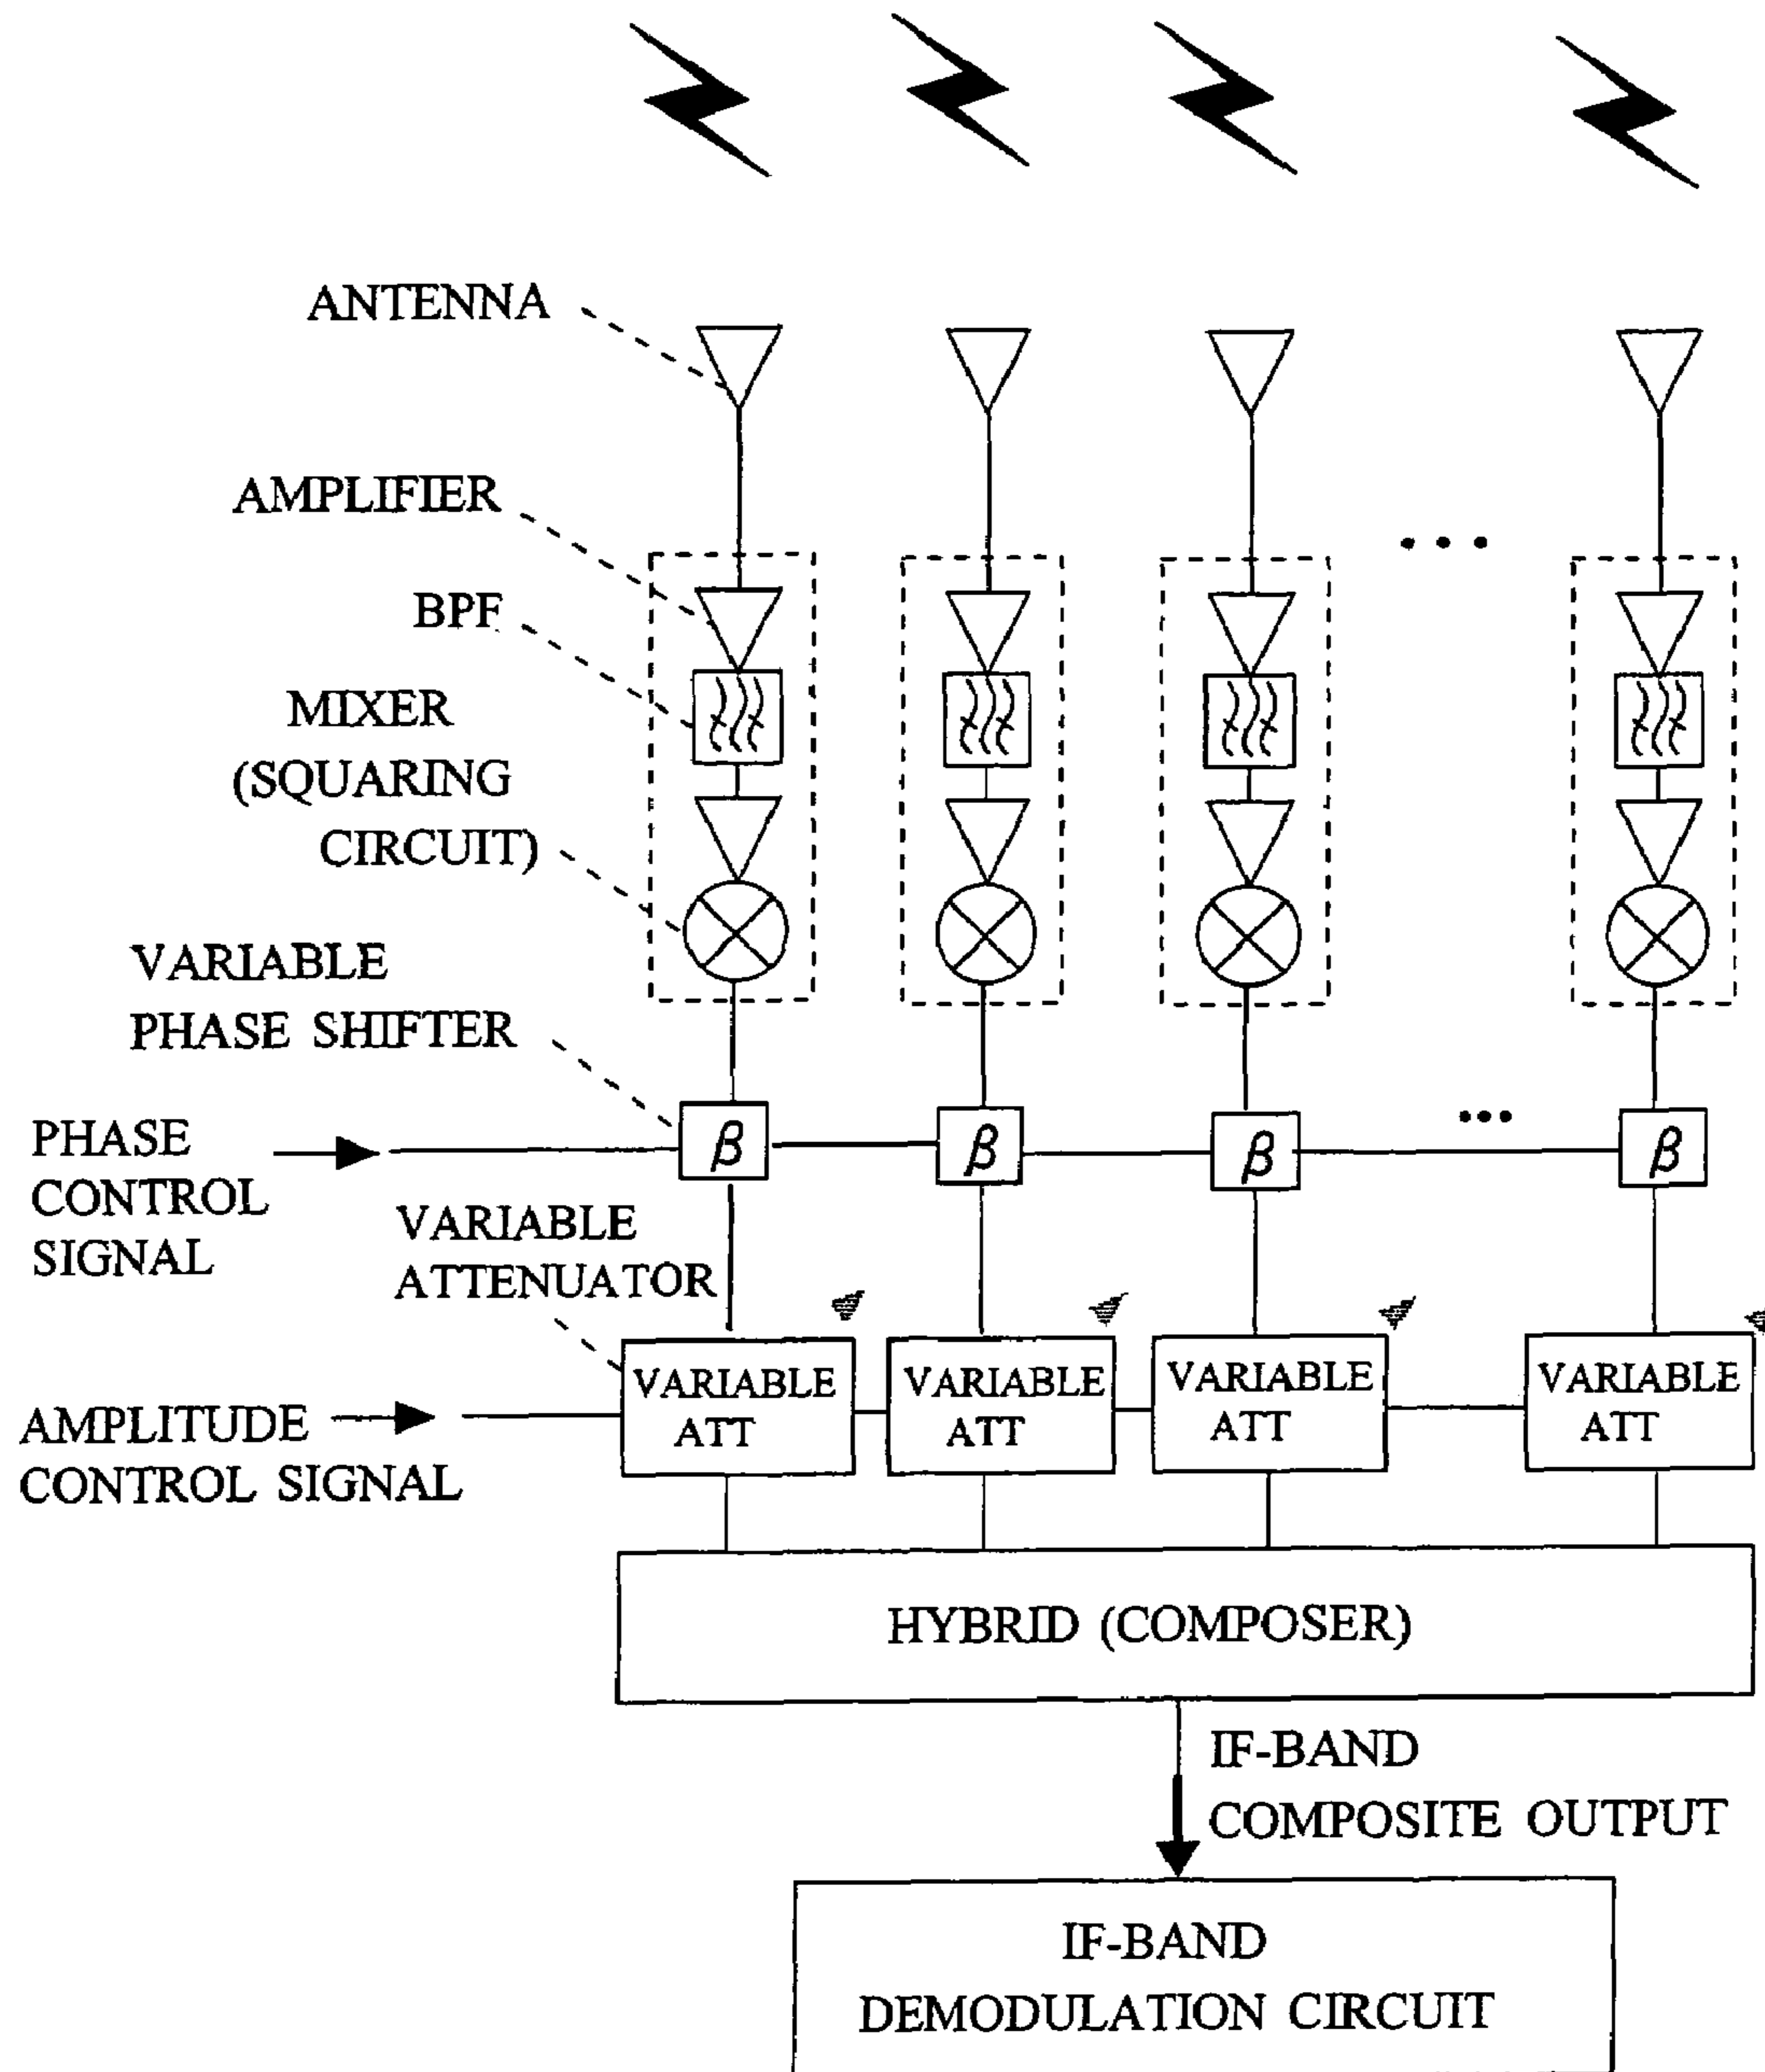 ANTENNA
AMPLIFIER
BPF
MIXER
(SQUARING
CIRCUIT)
VARIABLE
PHASE SHIFTER
PHASE
CONTROL
SIGNAL
β β β β
VARIABLE
ATTENUATOR
VARIABLE ATT
VARIABLE ATT
VARIABLE ATT
VARIABLE ATT
AMPLITUDE
CONTROL SIGNAL
HYBRID (COMPOSER)
IF-BAND
COMPOSITE OUTPUT
IF-BAND
DEMODULATION CIRCUIT